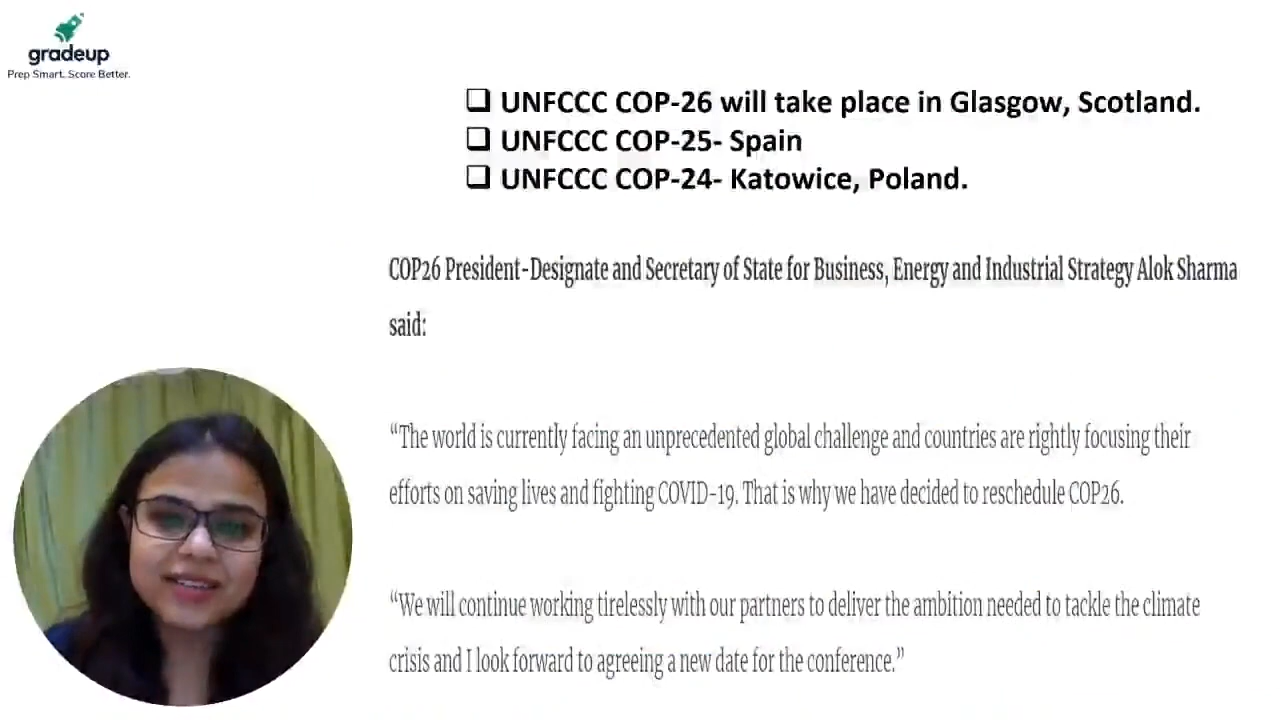 gradeup
Prep Smart. Score Better.
❑ UNFCCC COP-26 will take place in Glasgow, Scotland.
❑ UNFCCC COP-25- Spain
❑ UNFCCC COP-24- Katowice, Poland.
COP26 President-Designate and Secretary of State for Business, Energy and Industrial Strategy Alok Sharma
said:
“The world is currently facing an unprecedented global challenge and countries are rightly focusing their
efforts on saving lives and fighting COVID-19. That is why we have decided to reschedule COP26.
“We will continue working tirelessly with our partners to deliver the ambition needed to tackle the climate
crisis and I look forward to agreeing a new date for the conference.”